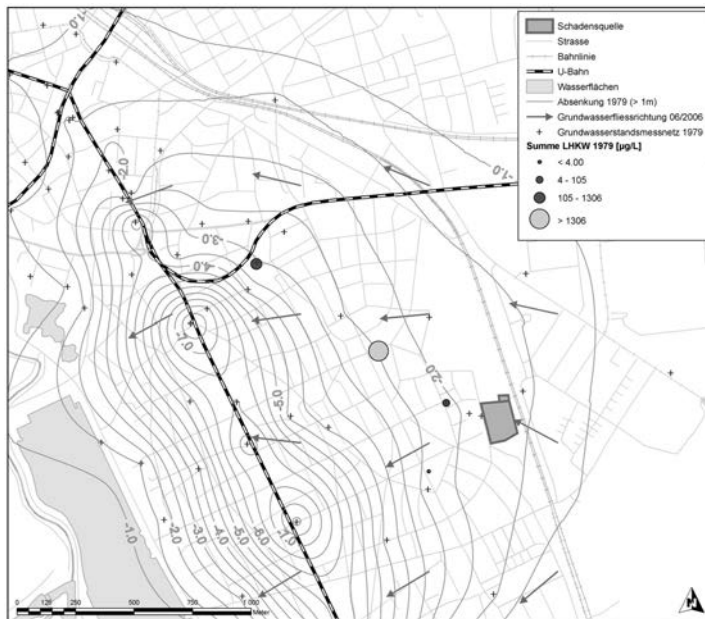 Schadensquelle
Strasse
Bahnlinie
U-Bahn
Wasserflächen
Absenkung 1979 (> 1m)
Grundwasserfliessrichtung 06/2006
Grundwasserstandsmessnetz 1979
Summe LHKW 1979 [µg/L]
< 4.00
4 - 105
105 - 1306
> 1306
-1.0
-2.0
-1.0
-3.0
-4.0
-7.0
-2.0
-5.0
-1.0
-2.0
-3.0
-4.0
-5.0
-6.0
-7.0
0 125 250 500 750 1 000
Meter
N